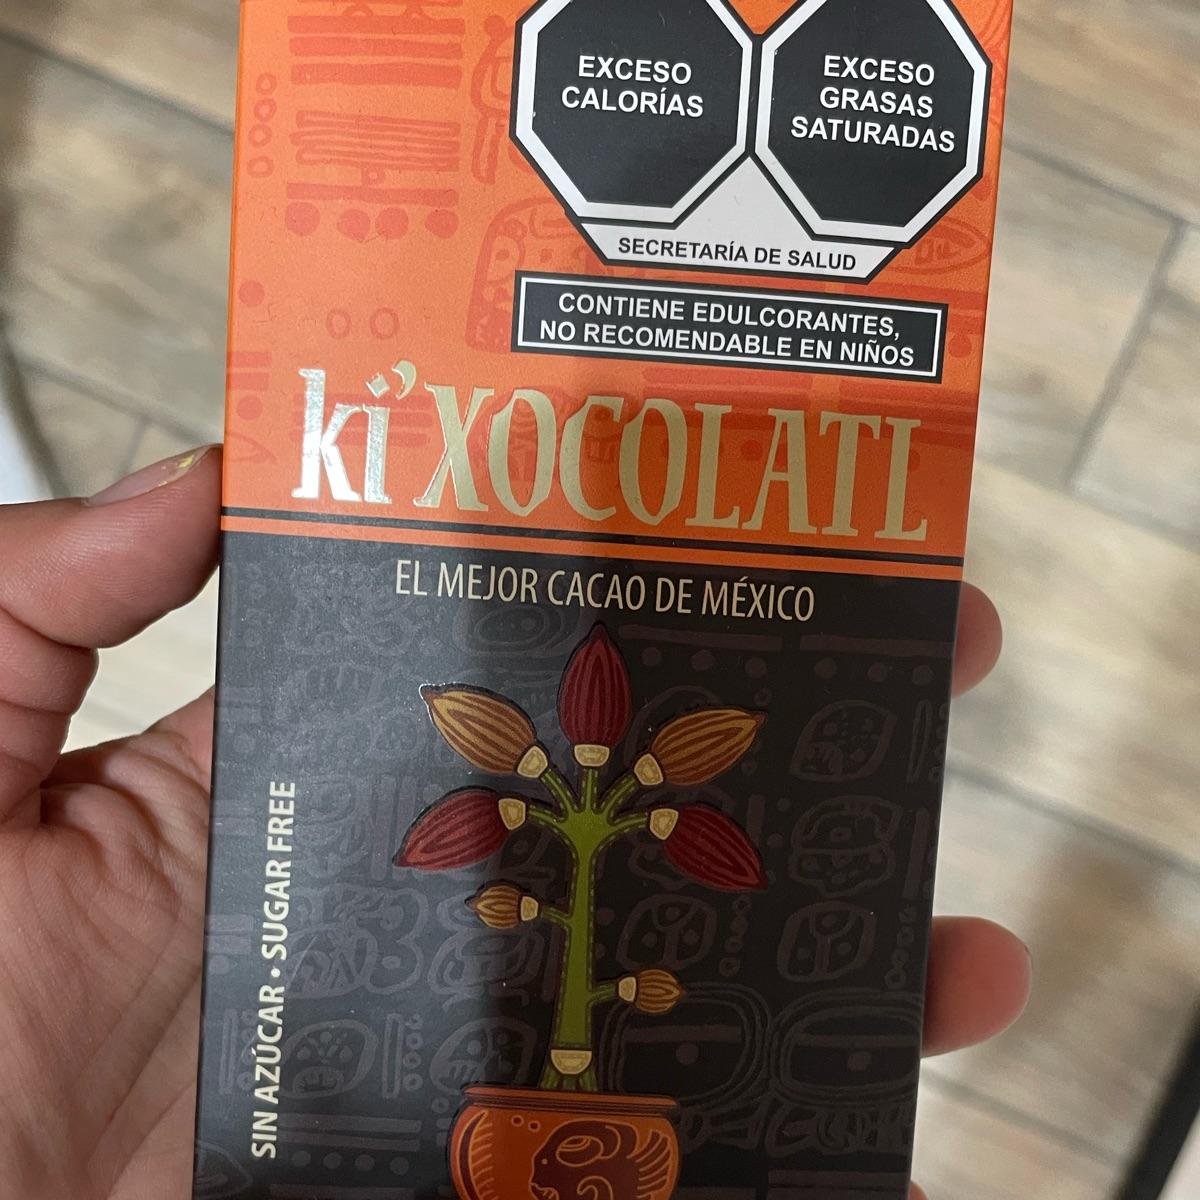 EXCESO
CALORÍAS
EXCESO
GRASAS
SATURADAS
SECRETARÍA DE SALUD
CONTIENE EDULCORANTES,
NO RECOMENDABLE EN NIÑOS
ki'XOCOLATL
EL MEJOR CACAO DE MÉXICO
SIN AZÚCAR • SUGAR FREE